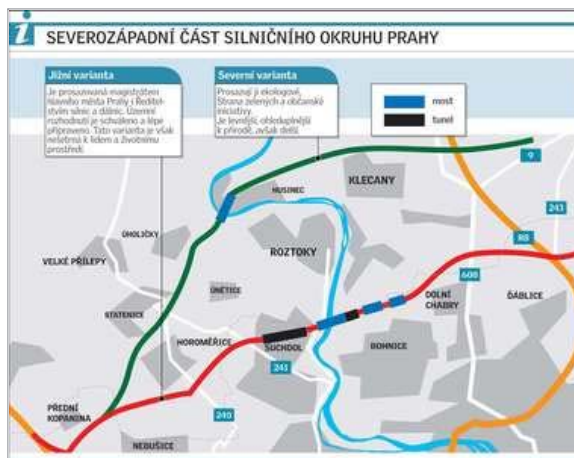 i
SEVEROZÁPADNÍ ČÁST SILNIČNÍHO OKRUHU PRAHY
Jižní varianta
Je prosazovaná magistrátem
hlavního města Prahy i Ředitel-
stvím silnic a dálnic. Územní
rozhodnutí je schváleno a lépe
připraveno. Tato varianta je však
nešetrná k lidem a životnímu
prostředí.
Severní varianta
Prosazují ji ekologové,
Strana zelených a občanské
iniciativy.
Je levnější, ohleduplnější
k přírodě, avšak delší
most
tunel
9
KLECANY
HUSINEC
243
ÚHOLIČKY
ROZTOKY
R8
VELKÉ PŘÍLEPY
608
ÚNĚTICE
DOLNÍ
CHABRY
ĎÁBLICE
STATENICE
HOROMĚŘICE
SUCHDOL
BOHNICE
241
PŘEDNÍ
KOPANINA
240
NEBUŠICE